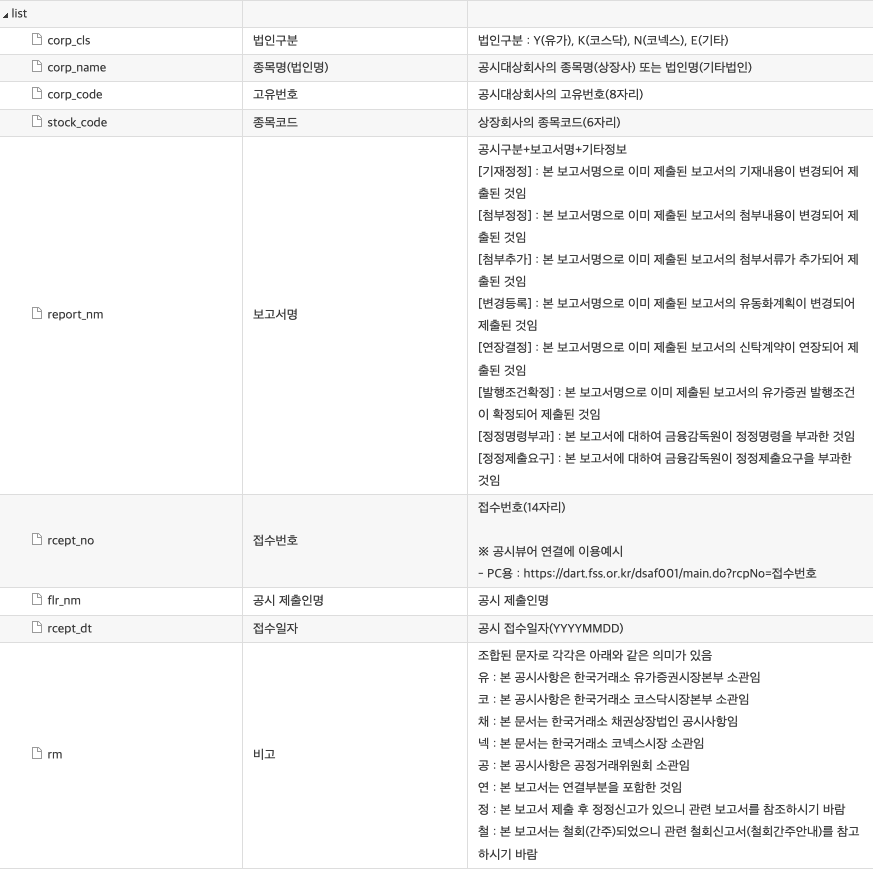 list
corp_cls 법인구분 법인구분 : Y(유가), K(코스닥), N(코넥스), E(기타)
corp_name 종목명(법인명) 공시대상회사의 종목명(상장사) 또는 법인명(기타법인)
corp_code 고유번호 공시대상회사의 고유번호(8자리)
stock_code 종목코드 상장회사의 종목코드(6자리)
report_nm 보고서명
공시구분+보고서명+기타정보
[기재정정] : 본 보고서명으로 이미 제출된 보고서의 기재내용이 변경되어 제
출된 것임
[첨부정정] : 본 보고서명으로 이미 제출된 보고서의 첨부내용이 변경되어 제
출된 것임
[첨부추가] : 본 보고서명으로 이미 제출된 보고서의 첨부서류가 추가되어 제
출된 것임
[변경등록] : 본 보고서명으로 이미 제출된 보고서의 유동화계획이 변경되어
제출된 것임
[연장결정] : 본 보고서명으로 이미 제출된 보고서의 신탁계약이 연장되어 제
출된 것임
[발행조건확정] : 본 보고서명으로 이미 제출된 보고서의 유가증권 발행조건
이 확정되어 제출된 것임
[정정명령부과] : 본 보고서에 대하여 금융감독원이 정정명령을 부과한 것임
[정정제출요구] : 본 보고서에 대하여 금융감독원이 정정제출요구을 부과한
것임
rcept_no 접수번호
접수번호(14자리)
※ 공시뷰어 연결에 이용예시
- PC용 : https://dart.fss.or.kr/dsaf001/main.do?rcpNo=접수번호
flr_nm 공시 제출인명 공시 제출인명
rcept_dt 접수일자 공시 접수일자(YYYYMMDD)
rm 비고
조합된 문자로 각각은 아래와 같은 의미가 있음
유 : 본 공시사항은 한국거래소 유가증권시장본부 소관임
코 : 본 공시사항은 한국거래소 코스닥시장본부 소관임
채 : 본 문서는 한국거래소 채권상장법인 공시사항임
넥 : 본 문서는 한국거래소 코넥스시장 소관임
공 : 본 공시사항은 공정거래위원회 소관임
연 : 본 보고서는 연결부분을 포함한 것임
정 : 본 보고서 제출 후 정정신고가 있으니 관련 보고서를 참조하시기 바람
철 : 본 보고서는 철회(간주)되었으니 관련 철회신고서(철회간주안내)를 참고
하시기 바람